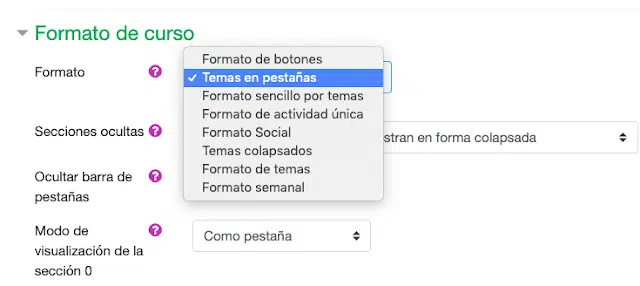 Formato de curso
Formato
Formato de botones
✓ Temas en pestañas
Formato sencillo por temas
Formato de actividad única
Formato Social
Temas colapsados
Formato de temas
Formato semanal
Secciones ocultas
stran en forma colapsada
Ocultar barra de
pestañas
Modo de
visualización de la
sección 0
Como pestaña